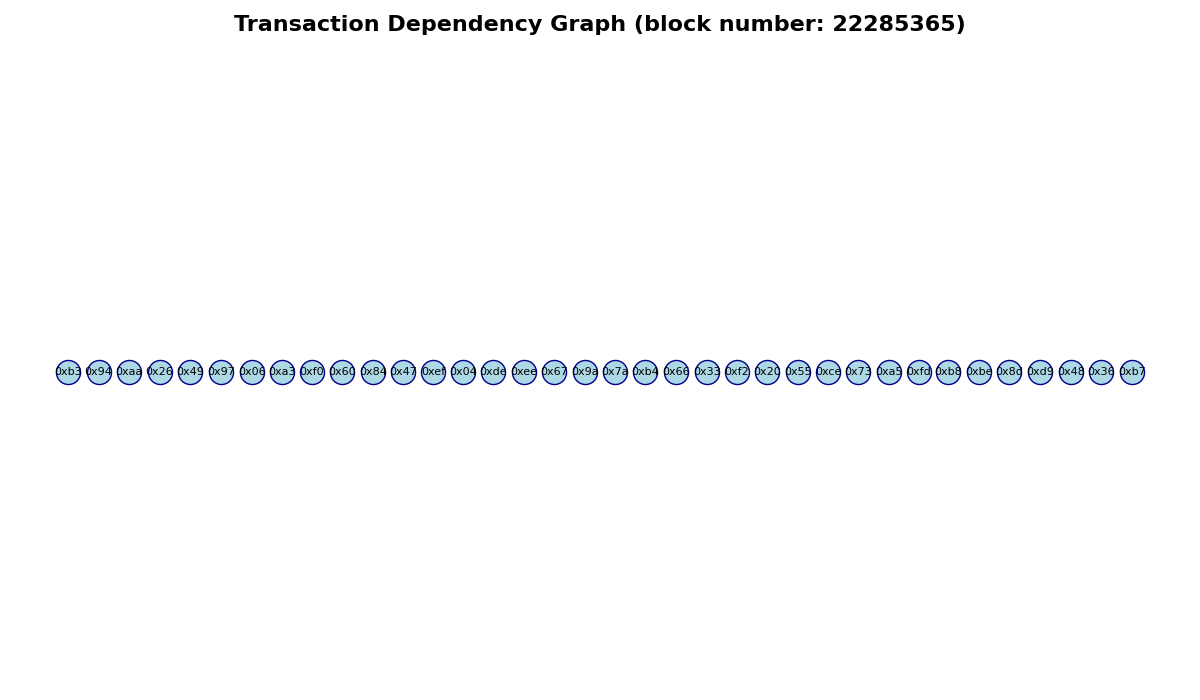 Transaction Dependency Graph (block number: 22285365)
0xb3 0x94 0xaa 0x26 0x49 0x97 0x06 0xa3 0xf0 0x60 0x84 0x47 0xef 0x04 0xde 0xee 0x67 0x9a 0x7a 0xb4 0x66 0x33 0xf2 0x20 0x55 0xce 0x73 0xa5 0xfd 0xb8 0xbe 0x8d 0xd9 0x48 0x36 0xb7